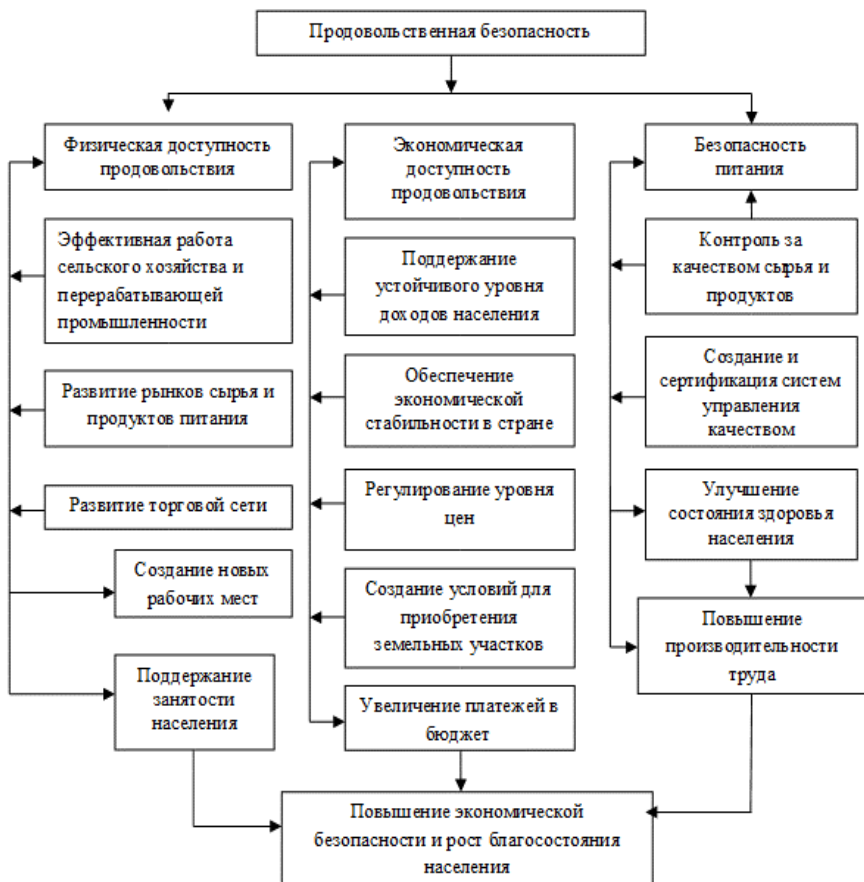 Продовольственная безопасность
Физическая доступность
продовольствия
Эффективная работа
сельского хозяйства и
перерабатывающей
промышленности
Развитие рынков сырья и
продуктов питания
Развитие торговой сети
Создание новых
рабочих мест
Поддержание
занятости
населения
Экономическая
доступность
продовольствия
Поддержание
устойчивого уровня
доходов населения
Обеспечение
экономической
стабильности в стране
Регулирование уровня
цен
Создание условий для
приобретения
земельных участков
Увеличение платежей в
бюджет
Безопасность
питания
Контроль за
качеством сырья и
продуктов
Создание и
сертификация систем
управления
качеством
Улучшение
состояния здоровья
населения
Повышение
производительности
труда
Повышение экономической
безопасности и рост благосостояния
населения